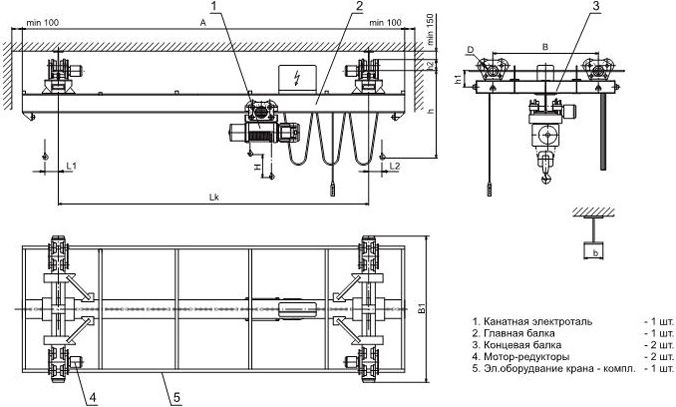 1 2 3
min 100 A min 100
min 150
h2
h
D B
h1
L1 H L2
Lk
b
B1
4 5
1. Канатная электроталь - 1 шт.
2. Главная балка - 1 шт.
3. Концевая балка - 2 шт.
4. Мотор-редукторы - 2 шт.
5. Эл.оборудвание крана - компл. - 1 шт.